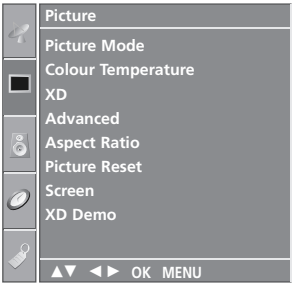 Picture
Picture Mode
Colour Temperature
XD
Advanced
Aspect Ratio
Picture Reset
Screen
XD Demo
▲▼ ◄► OK MENU